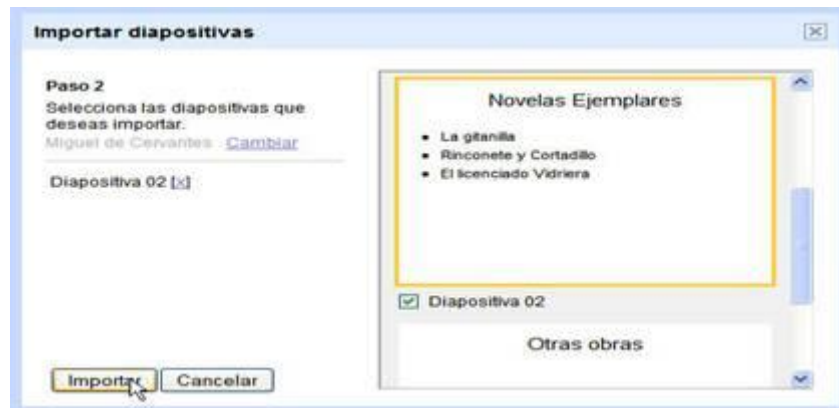 Importar diapositivas
Paso 2
Selecciona las diapositivas que
deseas importar.
Miguel de Cervantes Cambiar
Diapositiva 02 [x]
Importar Cancelar
Novelas Ejemplares
• La gitanilla
• Rinconete y Cortadillo
• El licenciado Vidriera
Diapositiva 02
Otras obras